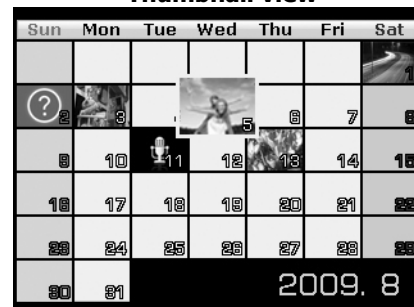 Thumbnail View
Sun Mon Tue Wed Thu Fri Sat
1
? 2 3 5 6 7 8
9 10 11 12 13 14 15
16 17 18 19 20 21 22
23 24 25 26 27 28 29
30 31 2009. 8